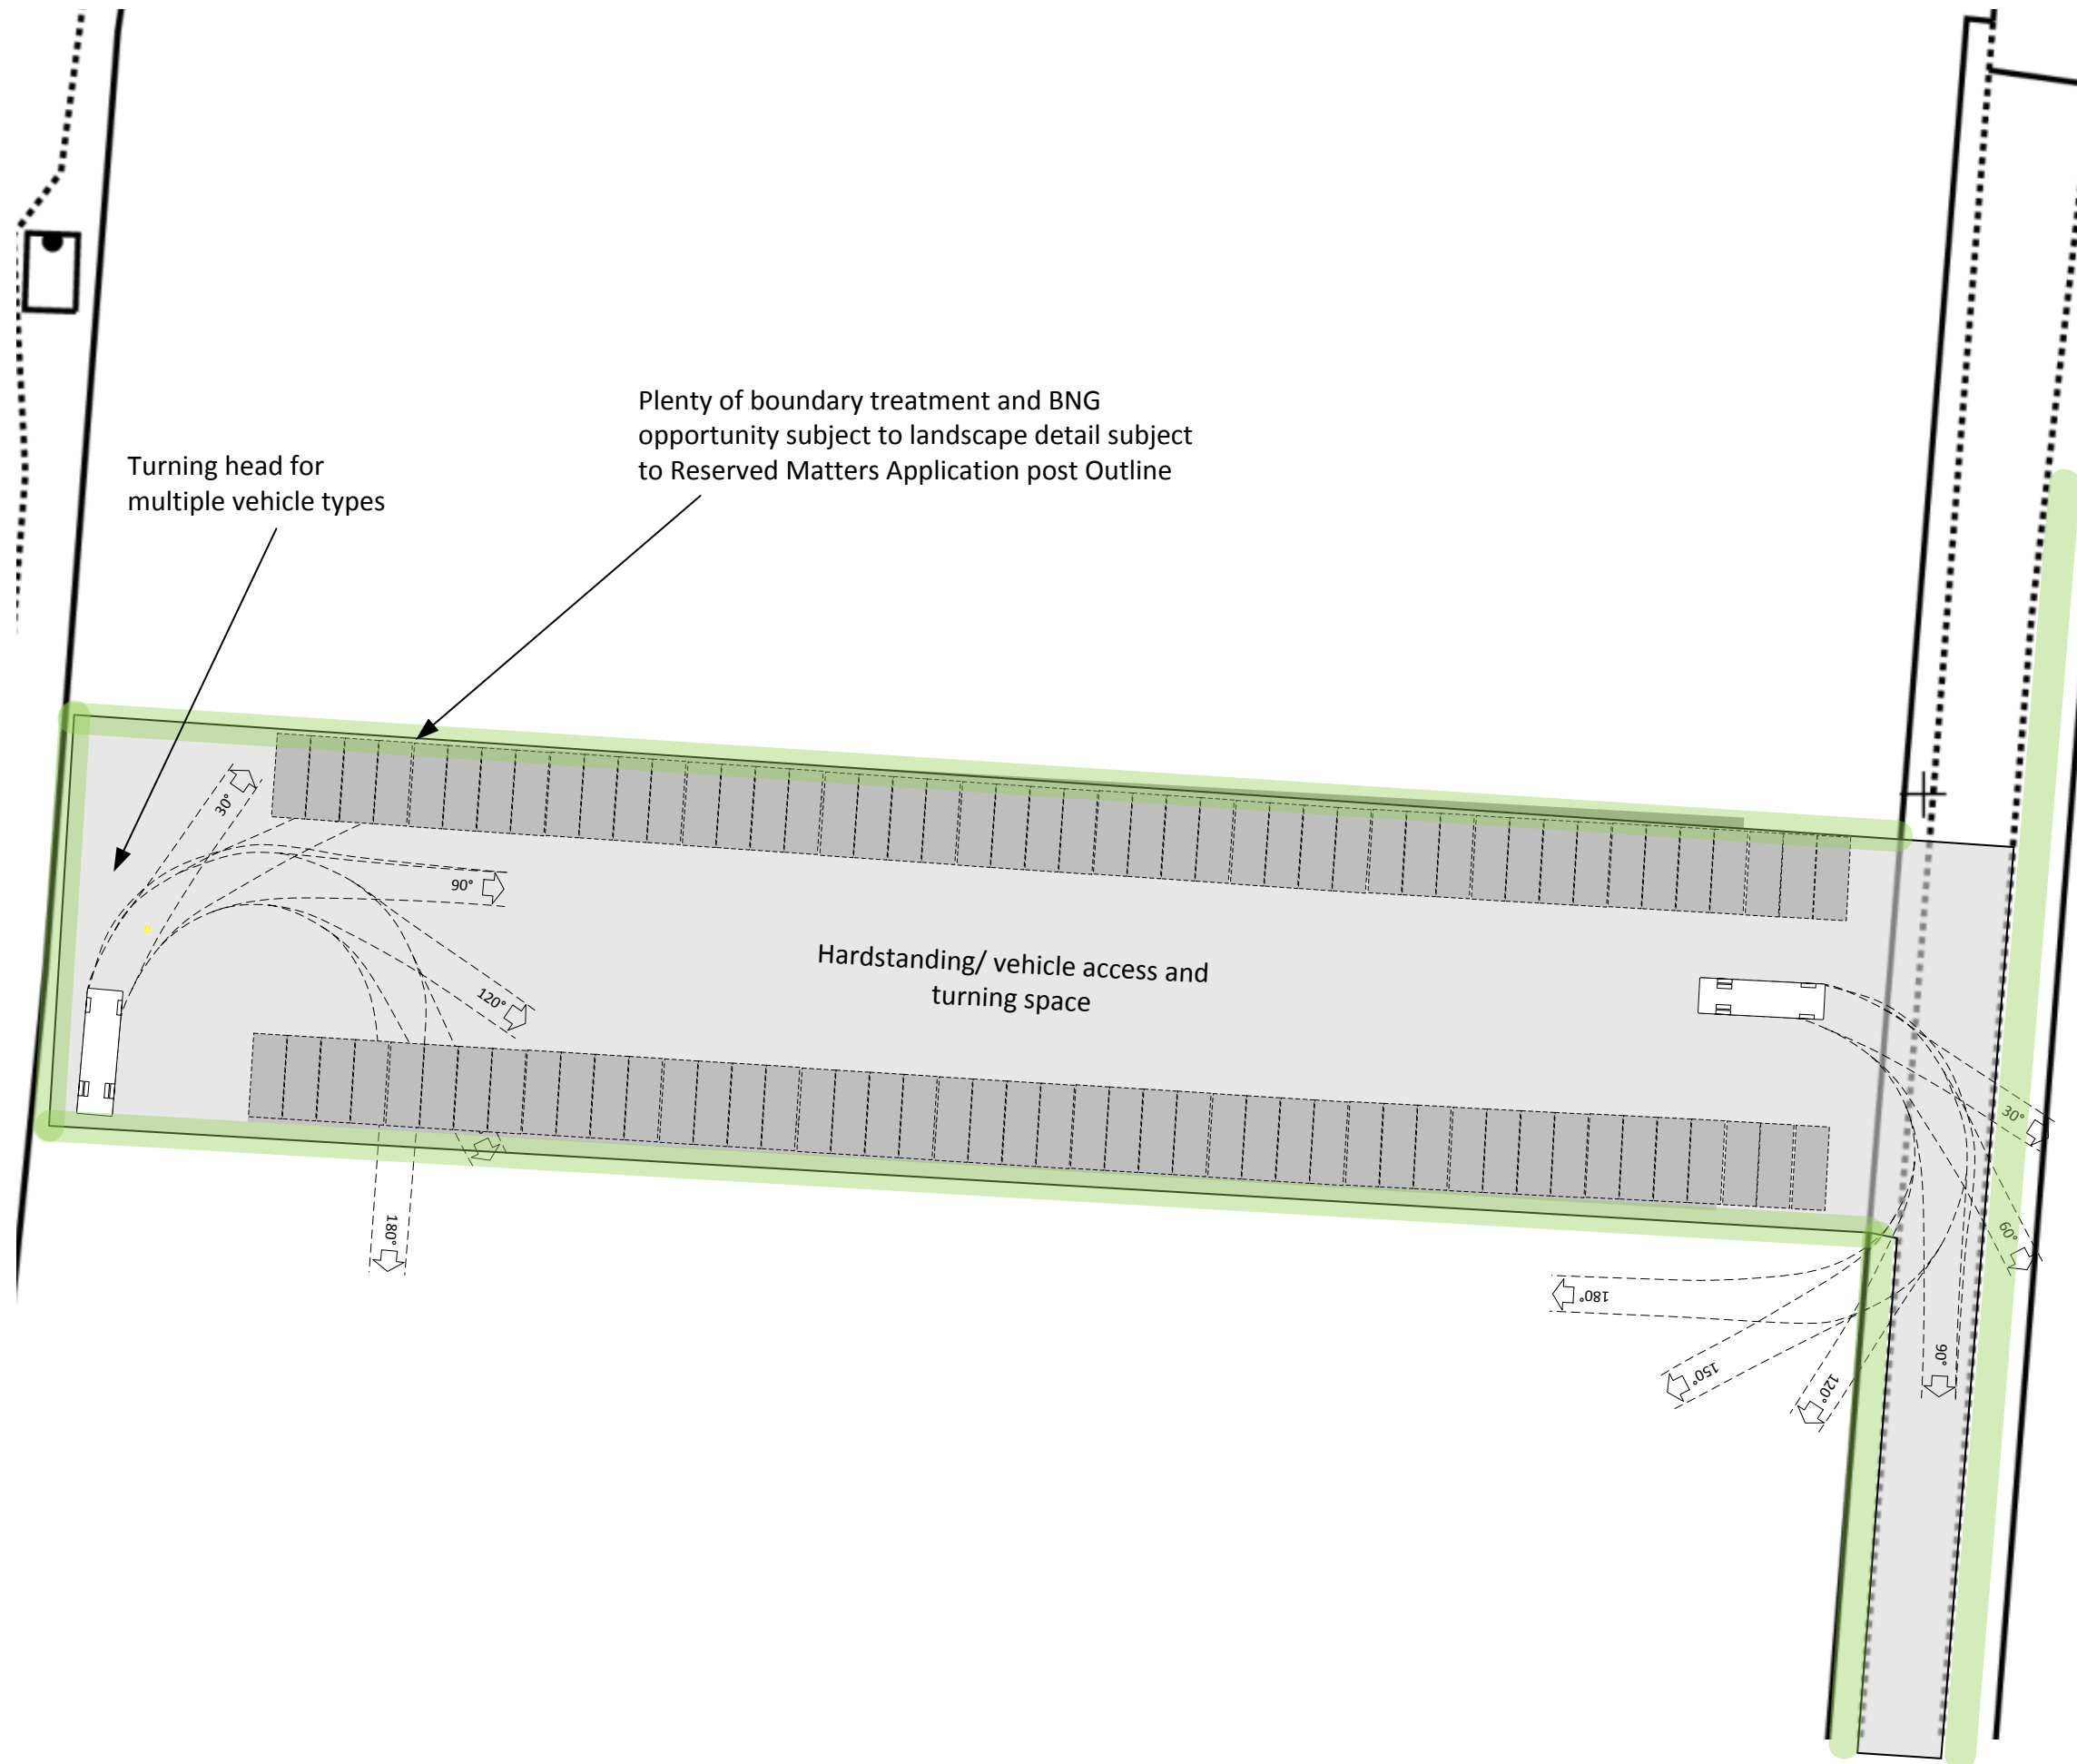 Plenty of boundary treatment and BNG
opportunity subject to landscape detail subject
to Reserved Matters Application post Outline
Turning head for
multiple vehicle types
30°
90°
Hardstanding/ vehicle access and
turning space
120°
30°
180°
60°
180°
90°
150°
120°